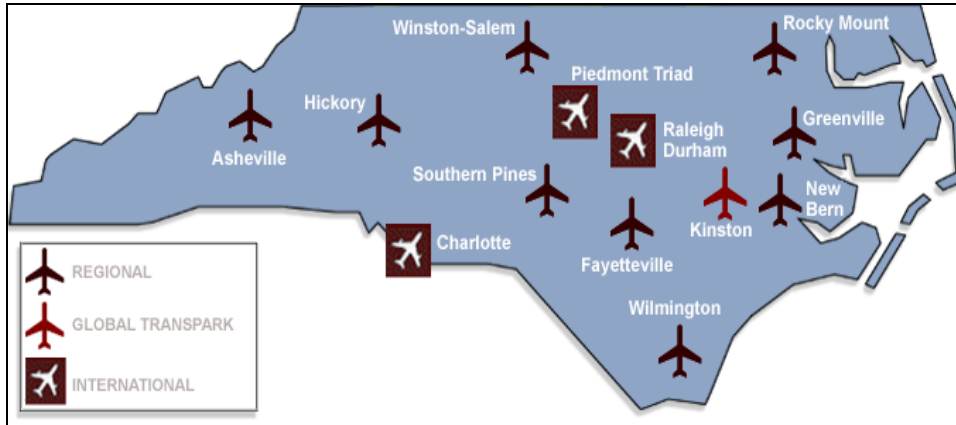 Winston-Salem
Rocky Mount
Piedmont Triad
Hickory
Greenville
Asheville
Raleigh
Durham
Southern Pines
New
Bern
Kinston
Charlotte
Fayetteville
Wilmington
REGIONAL
GLOBAL TRANSPARK
INTERNATIONAL